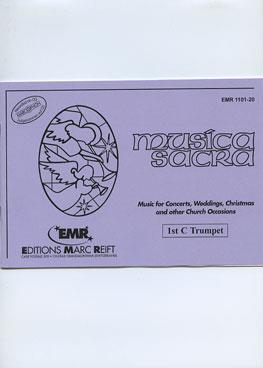 EMR 1101-20
musica
sacra
Music for Concerts, Weddings, Christmas
and other Church Occasions
1st C Trumpet
EMR
EDITIONS MARC REIFT